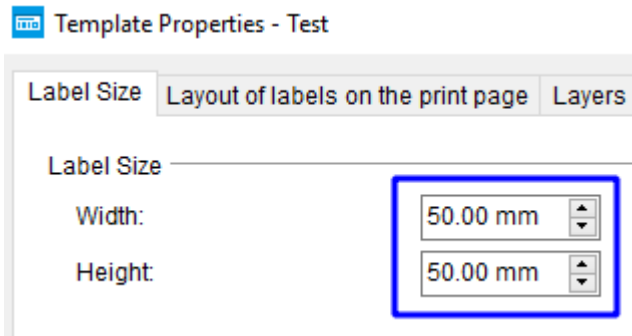 Template Properties - Test
Label Size Layout of labels on the print page Layers
Label Size
Width: 50.00 mm
Height: 50.00 mm